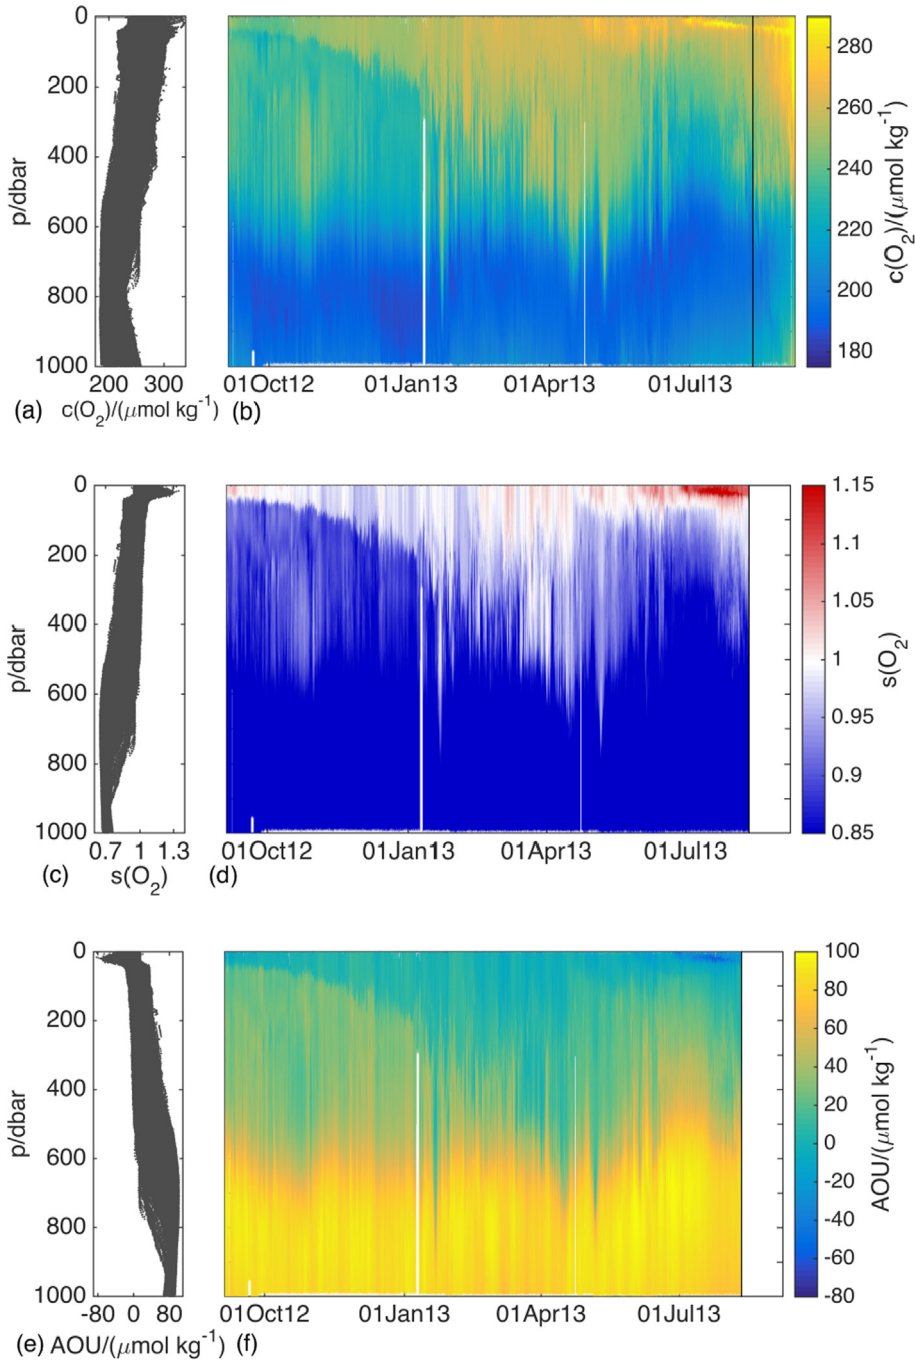 0
200
400
600
800
1000
p/dbar
200 300
(a) c(O2)/(μmol kg-1)
01Oct12 01Jan13 01Apr13 01Jul13
(b)
280
260
240
220
200
180
c(O2)/(μmol kg-1)
0
200
400
600
800
1000
p/dbar
0.7 1 1.3
(c) s(O2)
01Oct12 01Jan13 01Apr13 01Jul13
(d)
1.15
1.1
1.05
1
0.95
0.9
0.85
s(O2)
0
200
400
600
800
1000
p/dbar
-80 0 80
(e) AOU/(μmol kg-1)
01Oct12 01Jan13 01Apr13 01Jul13
(f)
100
80
60
40
20
0
-20
-40
-60
-80
AOU/(μmol kg-1)